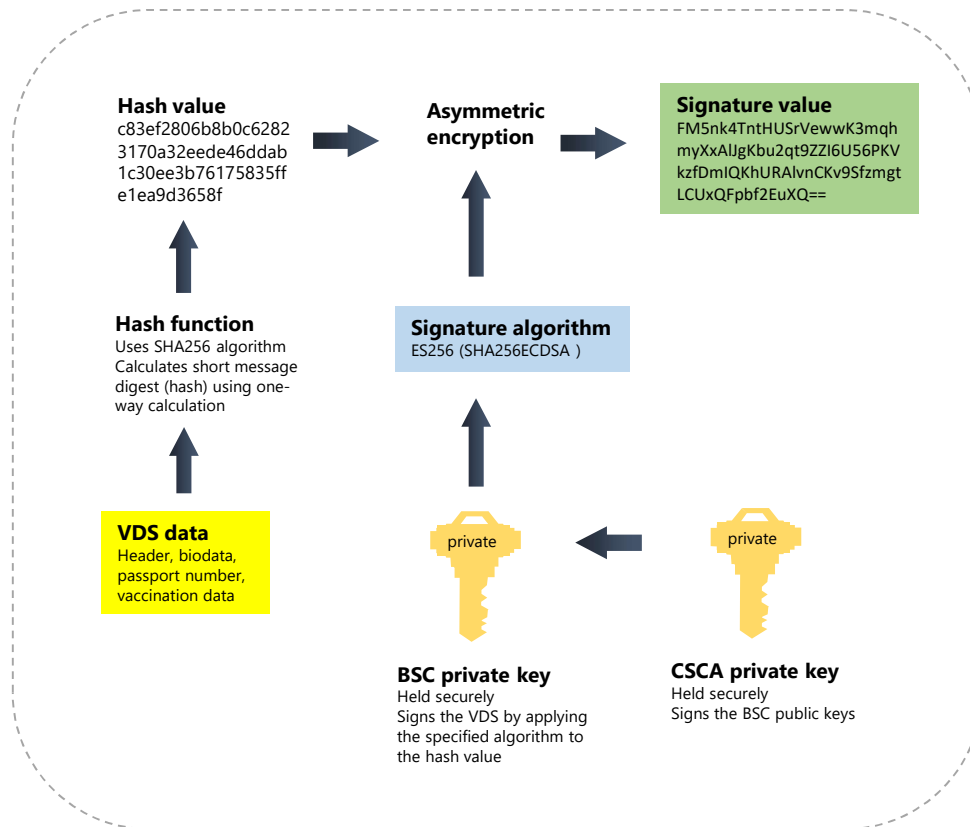 Hash value
c83ef2806b8b0c6282
3170a32eede46ddab
1c30ee3b76175835ff
e1ea9d3658f
Asymmetric
encryption
Signature value
FM5nk4TntHUSrVewwK3mqh
myXxAlJgKbu2qt9ZZI6U56PKV
kzfDmIQKhURAlvnCKv9Sfzmgt
LCUxQFpbf2EuXQ==
Hash function
Uses SHA256 algorithm
Calculates short message
digest (hash) using one-
way calculation
Signature algorithm
ES256 (SHA256ECDSA )
VDS data
Header, biodata,
passport number,
vaccination data
private
private
BSC private key
Held securely
Signs the VDS by applying
the specified algorithm to
the hash value
CSCA private key
Held securely
Signs the BSC public keys